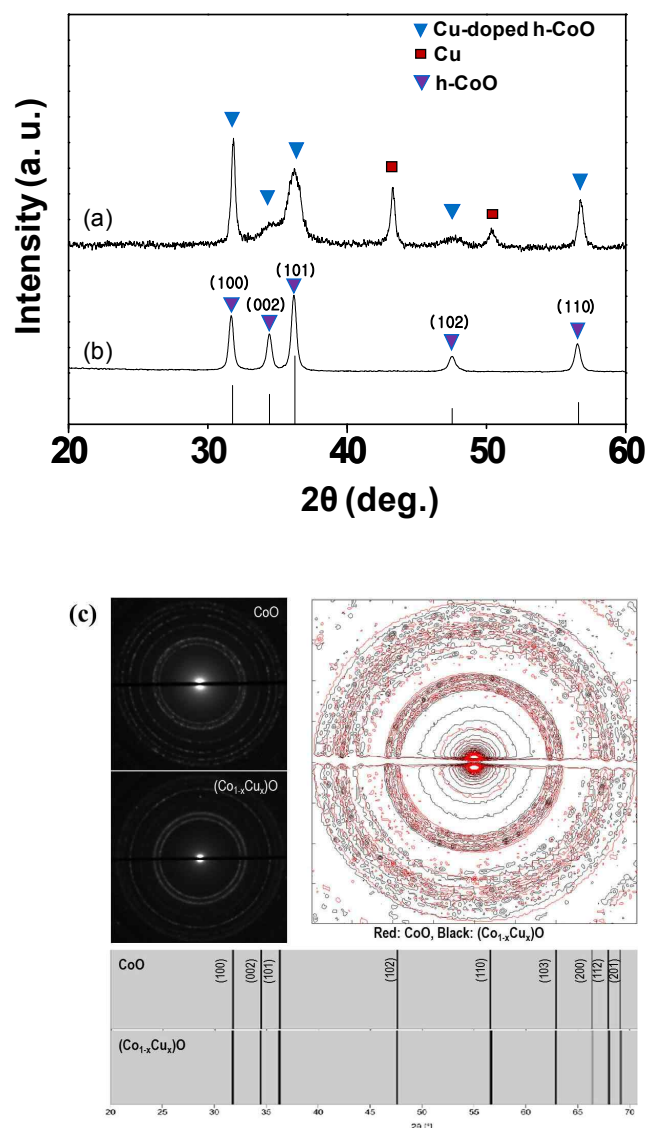 Cu-doped h-CoO
Cu
h-CoO
Intensity (a. u.)
(a)
(b)
(100)
(002)
(101)
(102)
(110)
20 30 40 50 60
2θ (deg.)
(c)
CoO
(Co1-xCux)O
Red: CoO, Black: (Co1-xCux)O
CoO
(100)
(002)
(101)
(102)
(110)
(103)
(200)
(112)
(201)
(Co1-xCux)O
20 25 30 35 40 45 50 55 60 65 70
2θ [°]